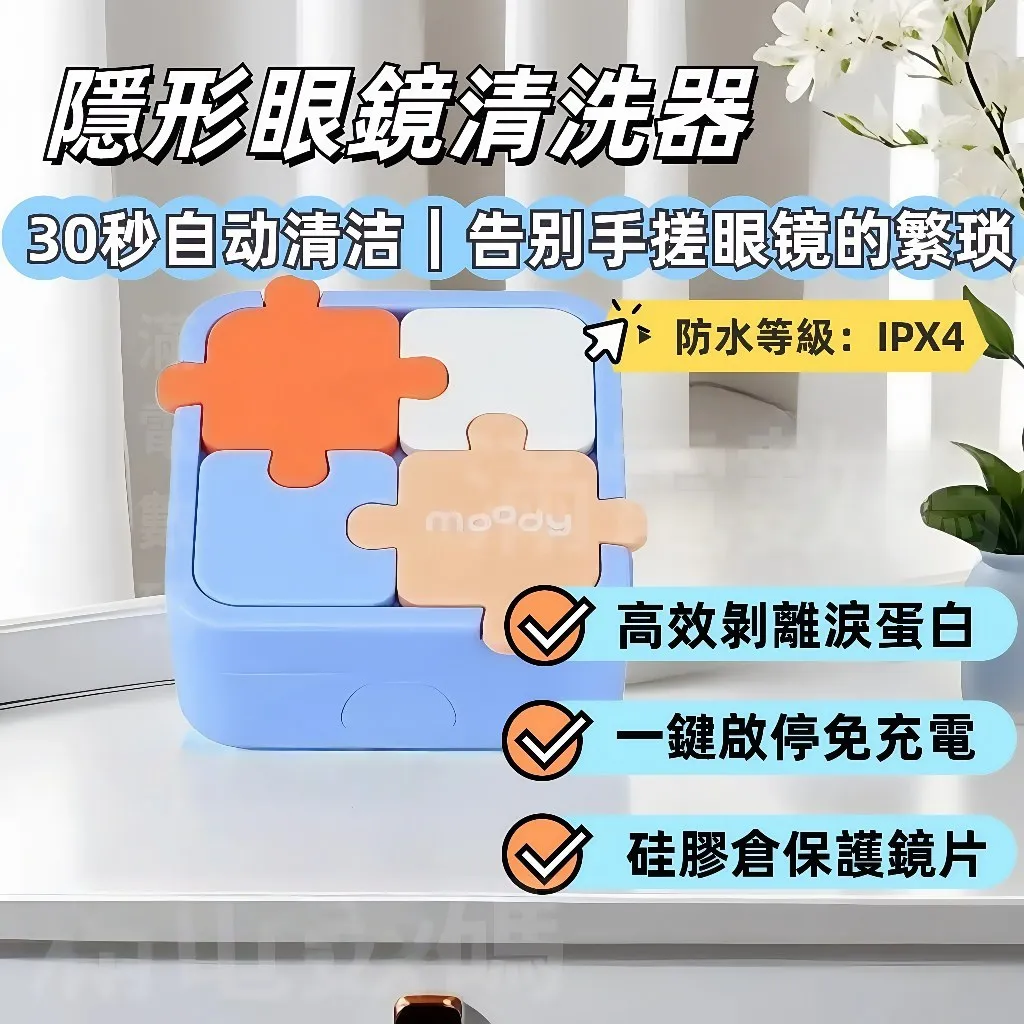 隱形眼鏡清洗器
30秒自动清洁｜告别手搓眼镜的繁琐
防水等級：IPX4
moody
高效剝離淚蛋白
一鍵啟停免充電
硅膠倉保護鏡片